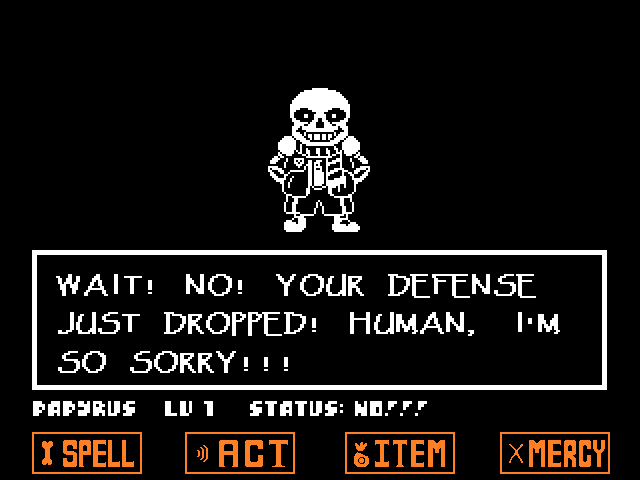 WAIT! NO! YOUR DEFENSE
JUST DROPPED! HUMAN, I'M
SO SORRY!!!
PAPYRUS LV 1 STATUS: NO!!!
SPELL ACT ITEM MERCY